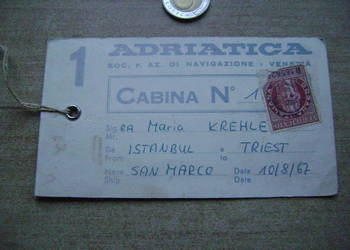 1 ADRIATICA
SOC. P. AZ. DI NAVIGAZIONE - VENEZIA
CABINA N° 1
Sig.RA Maria KREHLE
Mr.
Da ISTANBUL a TRIEST
From to
Nave SAN MARCO Data 10/8/67
Ship Date